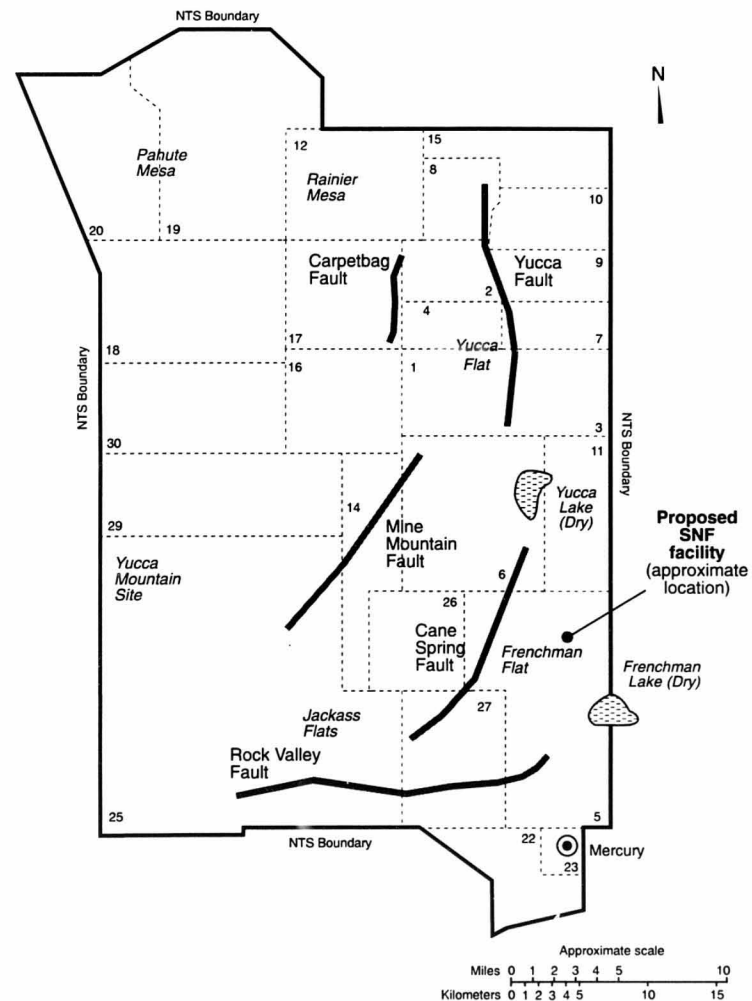 NTS Boundary
N
15
12
8
Pahute
Mesa
Rainier
Mesa
10
20
19
Carpetbag
Fault
Yucca
Fault
9
2
4
NTS Boundary
18
17
Yucca
Flat
7
16
1
30
3
NTS Boundary
11
14
Yucca
Lake
(Dry)
29
Mine
Mountain
Fault
Proposed
SNF
facility
(approximate
location)
Yucca
Mountain
Site
6
26
Cane
Spring
Fault
Frenchman
Flat
Frenchman
Lake (Dry)
27
Jackass
Flats
Rock Valley
Fault
25
5
NTS Boundary
22
Mercury
23
Approximate scale
Miles 0 1 2 3 4 5 10
Kilometers 0 1 2 3 4 5 10 15